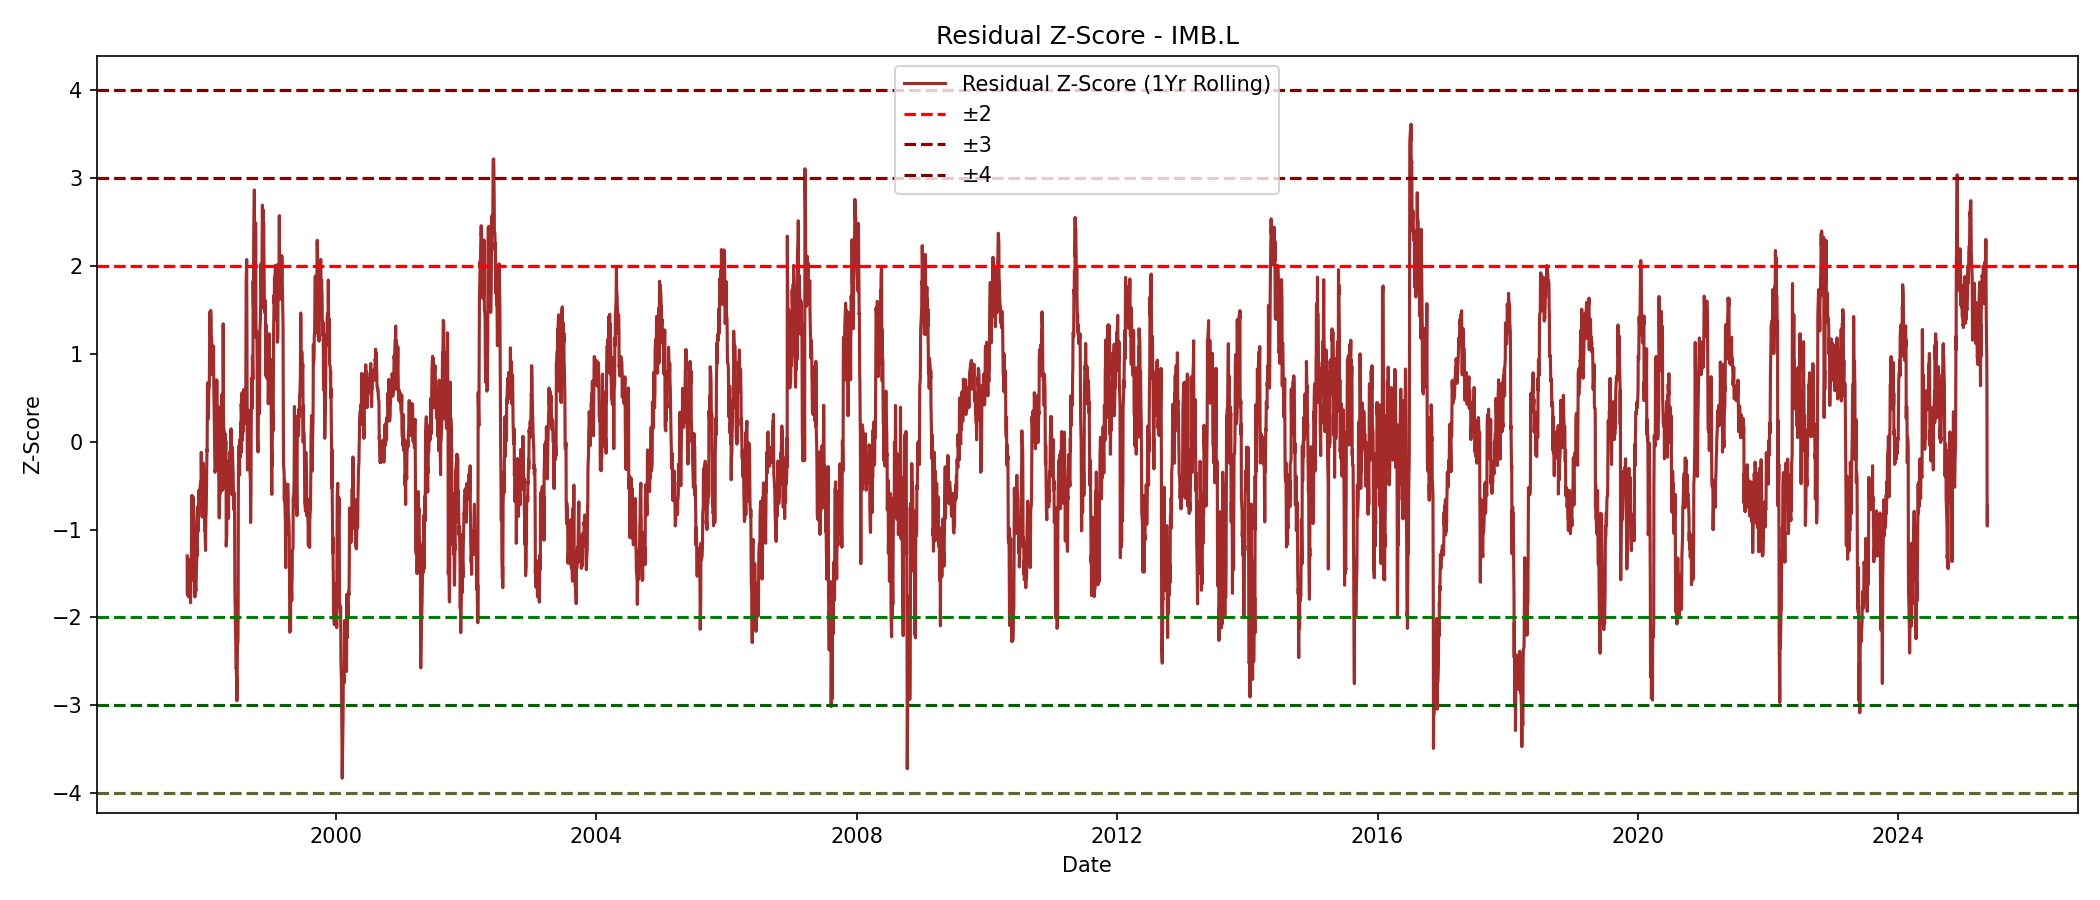 Residual Z-Score - IMB.L
Residual Z-Score (1Yr Rolling)
±2
±3
±4
Z-Score
4
3
2
1
0
−1
−2
−3
−4
2000 2004 2008 2012 2016 2020 2024
Date